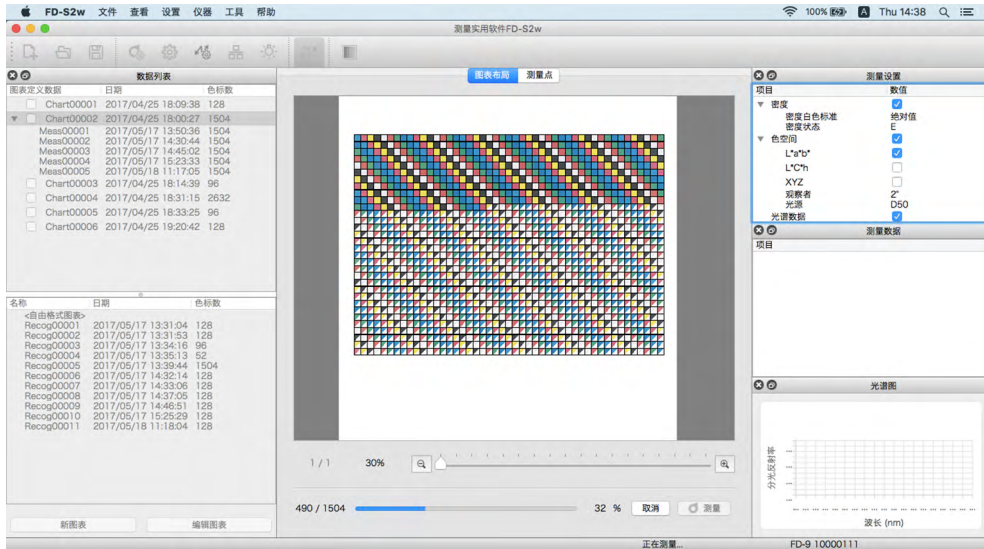 FD-S2w 文件 查看 设置 仪器 工具 帮助 100% A Thu 14:38
测量实用软件FD-S2w
数据列表
图表定义数据 日期 色标数
Chart00001 2017/04/25 18:09:38 128
Chart00002 2017/04/25 18:00:27 1504
Meas00001 2017/05/17 13:50:36 1504
Meas00002 2017/05/17 14:30:44 1504
Meas00003 2017/05/17 14:45:02 1504
Meas00004 2017/05/17 15:23:33 1504
Meas00005 2017/05/18 11:17:05 1504
Chart00003 2017/04/25 18:14:39 96
Chart00004 2017/04/25 18:31:15 2632
Chart00005 2017/04/25 18:33:25 96
Chart00006 2017/04/25 19:20:42 128
名称 日期 色标数
<自由格式图表>
Recog00001 2017/05/17 13:31:04 128
Recog00002 2017/05/17 13:31:53 128
Recog00003 2017/05/17 13:34:16 96
Recog00004 2017/05/17 13:35:13 52
Recog00005 2017/05/17 13:39:44 1504
Recog00006 2017/05/17 14:32:14 128
Recog00007 2017/05/17 14:33:06 128
Recog00008 2017/05/17 14:37:05 128
Recog00009 2017/05/17 14:46:51 128
Recog00010 2017/05/17 15:25:29 128
Recog00011 2017/05/18 11:18:04 128
新图表 编辑图表
图表布局 测量点
1 / 1 30%
490 / 1504 32 % 取消 测量
测量设置
项目 数值
密度
密度白色标准 绝对值
密度状态 E
色空间
L*a*b*
L*C*h
XYZ
观察者 2°
光源 D50
光谱数据
测量数据
项目
光谱图
分光反射率
波长 (nm)
正在测量... FD-9 10000111